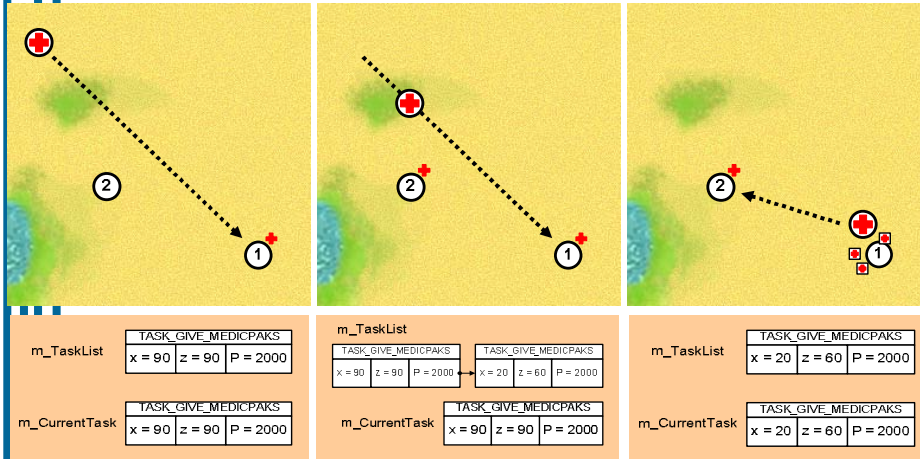 2
1
2
1
2
1
m_TaskList
TASK_GIVE_MEDICPAKS
x = 90 z = 90 P = 2000
m_CurrentTask
TASK_GIVE_MEDICPAKS
x = 90 z = 90 P = 2000
m_TaskList
TASK_GIVE_MEDICPAKS TASK_GIVE_MEDICPAKS
x = 90 z = 90 P = 2000 x = 20 z = 60 P = 2000
m_CurrentTask
TASK_GIVE_MEDICPAKS
x = 90 z = 90 P = 2000
m_TaskList
TASK_GIVE_MEDICPAKS
x = 20 z = 60 P = 2000
m_CurrentTask
TASK_GIVE_MEDICPAKS
x = 20 z = 60 P = 2000